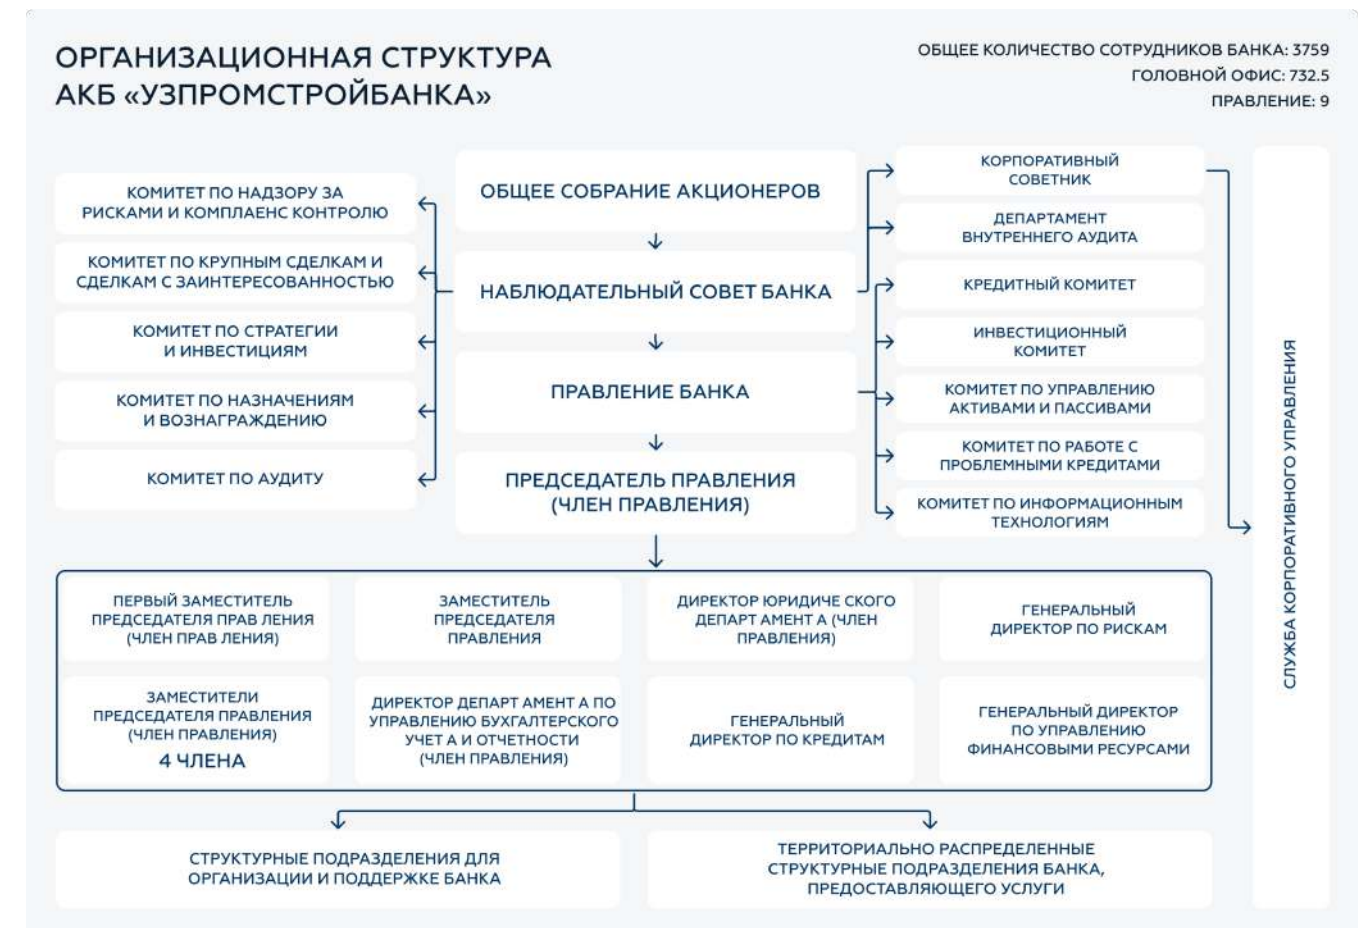 ОРГАНИЗАЦИОННАЯ СТРУКТУРА
АКБ «УЗПРОМСТРОЙБАНКА»
ОБЩЕЕ КОЛИЧЕСТВО СОТРУДНИКОВ БАНКА: 3759
ГОЛОВНОЙ ОФИС: 732.5
ПРАВЛЕНИЕ: 9
КОМИТЕТ ПО НАДЗОРУ ЗА
РИСКАМИ И КОМПЛАЕНС КОНТРОЛЮ
КОМИТЕТ ПО КРУПНЫМ СДЕЛКАМ И
СДЕЛКАМ С ЗАИНТЕРЕСОВАННОСТЬЮ
КОМИТЕТ ПО СТРАТЕГИИ
И ИНВЕСТИЦИЯМ
КОМИТЕТ ПО НАЗНАЧЕНИЯМ
И ВОЗНАГРАЖДЕНИЮ
КОМИТЕТ ПО АУДИТУ
ОБЩЕЕ СОБРАНИЕ АКЦИОНЕРОВ
НАБЛЮДАТЕЛЬНЫЙ СОВЕТ БАНКА
ПРАВЛЕНИЕ БАНКА
ПРЕДСЕДАТЕЛЬ ПРАВЛЕНИЯ
(ЧЛЕН ПРАВЛЕНИЯ)
КОРПОРАТИВНЫЙ
СОВЕТНИК
ДЕПАРТАМЕНТ
ВНУТРЕННЕГО АУДИТА
КРЕДИТНЫЙ КОМИТЕТ
ИНВЕСТИЦИОННЫЙ
КОМИТЕТ
КОМИТЕТ ПО УПРАВЛЕНИЮ
АКТИВАМИ И ПАССИВАМИ
КОМИТЕТ ПО РАБОТЕ С
ПРОБЛЕМНЫМИ КРЕДИТАМИ
КОМИТЕТ ПО ИНФОРМАЦИОННЫМ
ТЕХНОЛОГИЯМ
СЛУЖБА КОРПОРАТИВНОГО УПРАВЛЕНИЯ
ПЕРВЫЙ ЗАМЕСТИТЕЛЬ
ПРЕДСЕДАТЕЛЯ ПРАВ ЛЕНИЯ
(ЧЛЕН ПРАВ ЛЕНИЯ)
ЗАМЕСТИТЕЛЬ
ПРЕДСЕДАТЕЛЯ
ПРАВЛЕНИЯ
ДИРЕКТОР ЮРИДИЧЕ СКОГО
ДЕПАРТ АМЕНТ А (ЧЛЕН
ПРАВЛЕНИЯ)
ГЕНЕРАЛЬНЫЙ
ДИРЕКТОР ПО РИСКАМ
ЗАМЕСТИТЕЛИ
ПРЕДСЕДАТЕЛЯ ПРАВЛЕНИЯ
(ЧЛЕН ПРАВЛЕНИЯ)
4 ЧЛЕНА
ДИРЕКТОР ДЕПАРТ АМЕНТ А ПО
УПРАВЛЕНИЮ БУХГАЛТЕРСКОГО
УЧЕТ А И ОТЧЕТНОСТИ
(ЧЛЕН ПРАВЛЕНИЯ)
ГЕНЕРАЛЬНЫЙ
ДИРЕКТОР ПО КРЕДИТАМ
ГЕНЕРАЛЬНЫЙ ДИРЕКТОР
ПО УПРАВЛЕНИЮ
ФИНАНСОВЫМИ РЕСУРСАМИ
СТРУКТУРНЫЕ ПОДРАЗДЕЛЕНИЯ ДЛЯ
ОРГАНИЗАЦИИ И ПОДДЕРЖКЕ БАНКА
ТЕРРИТОРИАЛЬНО РАСПРЕДЕЛЕННЫЕ
СТРУКТУРНЫЕ ПОДРАЗДЕЛЕНИЯ БАНКА,
ПРЕДОСТАВЛЯЮЩЕГО УСЛУГИ